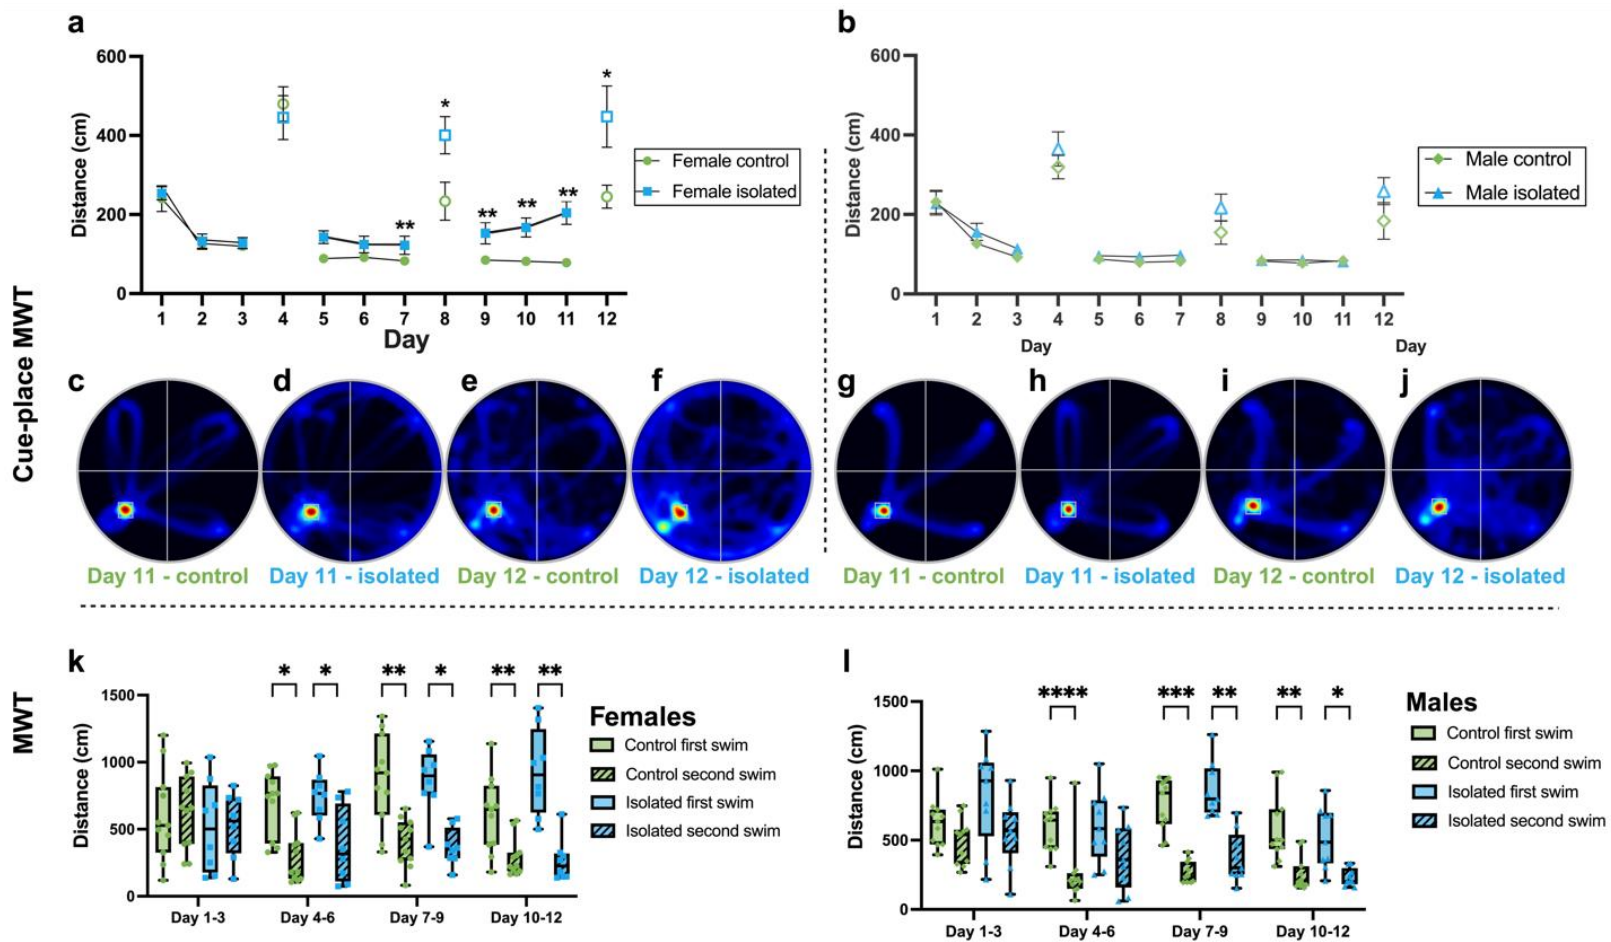 a
Distance (cm)
600
400
200
0
*
*
**
**
**
**
1 2 3 4 5 6 7 8 9 10 11 12
Day
Female control
Female isolated
b
Distance (cm)
600
400
200
0
1 2 3 4 5 6 7 8 9 10 11 12
Day Day
Male control
Male isolated
Cue-place MWT
c d e f g h i j
Day 11 - control Day 11 - isolated Day 12 - control Day 12 - isolated Day 11 - control Day 11 - isolated Day 12 - control Day 12 - isolated
MWT
k
Distance (cm)
1500
1000
500
0
* * ** * ** **
Day 1-3 Day 4-6 Day 7-9 Day 10-12
Females
Control first swim
Control second swim
Isolated first swim
Isolated second swim
l
Distance (cm)
1500
1000
500
0
**** *** ** ** *
Day 1-3 Day 4-6 Day 7-9 Day 10-12
Males
Control first swim
Control second swim
Isolated first swim
Isolated second swim